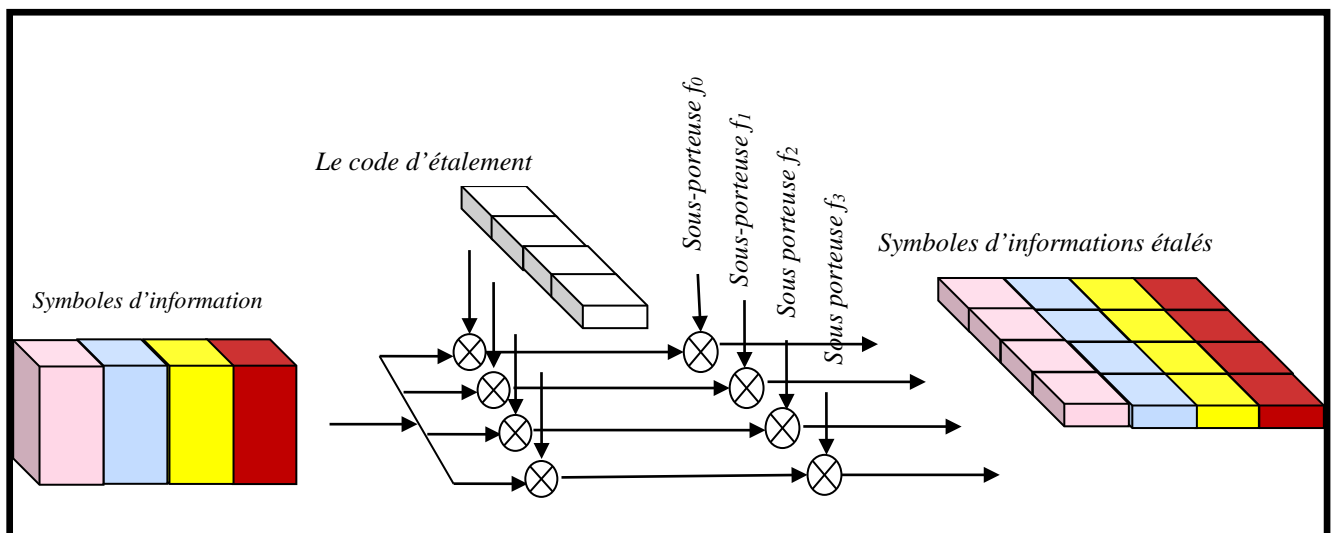 Le code d'étalement
Sous-porteuse f0
Sous-porteuse f1
Sous porteuse f2
Sous porteuse f3
Symboles d'informations étalés
Symboles d'information